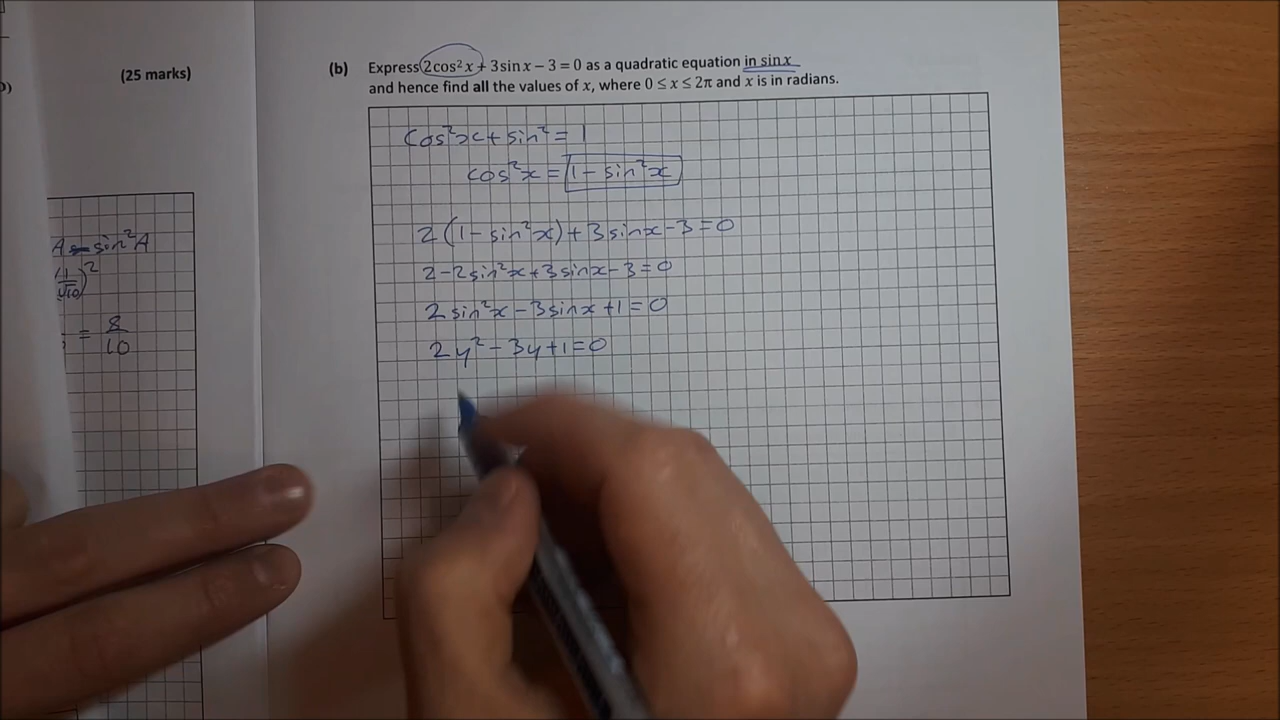 (25 marks)
A - sin²A
= 8/10
(b) Express 2cos²x + 3sinx − 3 = 0 as a quadratic equation in sinx
and hence find all the values of x, where 0 ≤ x ≤ 2π and x is in radians.
cos²x + sin² = 1
cos²x = 1 - sin²x
2(1 - sin²x) + 3sinx - 3 = 0
2 - 2sin²x + 3sinx - 3 = 0
2sin²x - 3sinx + 1 = 0
2y² - 3y + 1 = 0